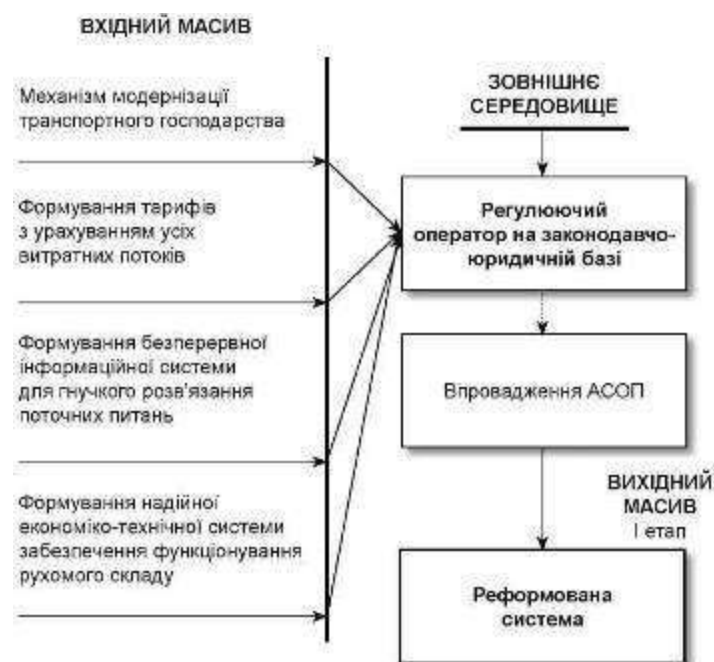 ВХІДНИЙ МАСИВ
Механізм модернізації
транспортного господарства
Формування тарифів
з урахуванням усіх
витратних потоків
Формування безперервної
інформаційної системи
для гнучкого розв'язання
поточних питань
Формування надійної
економіко-технічної системи
забезпечення функціонування
рухомого складу
ЗОВНІШНЄ
СЕРЕДОВИЩЕ
Регулюючий
оператор на законодавчо-
юридичній базі
Впровадження АСОП
ВИХІДНИЙ
МАСИВ
І етап
Реформована
система